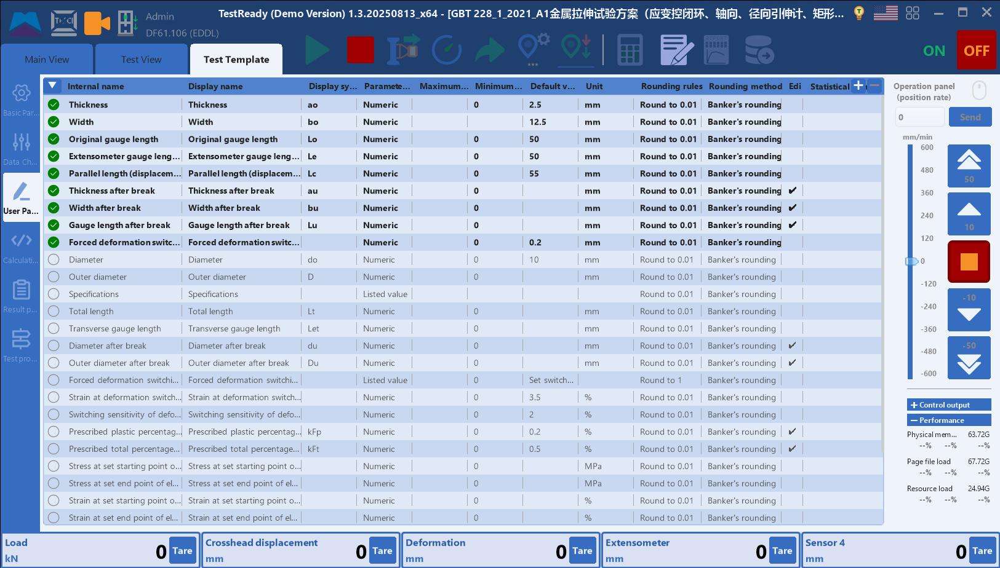 TestReady (Demo Version) 1.3.20250813_x64 - [GBT 228_1_2021_A1金属拉伸试验方案（应变控闭环、轴向、径向引伸计、矩形...
Admin
DF61.106 (EDDL)
Main View
Test View
Test Template
ON
OFF
Basic Par...
Data Ch...
User Pa...
Calculati...
Result p...
Test pro...
Internal name Display name Display sy... Paramete... Maximum... Minimum... Default v... Unit Rounding rules Rounding method Edi Statistical
Thickness Thickness ao Numeric 0 2.5 mm Round to 0.01 Banker's rounding
Width Width bo Numeric 12.5 mm Round to 0.01 Banker's rounding
Original gauge length Original gauge length Lo Numeric 0 50 mm Round to 0.01 Banker's rounding
Extensometer gauge leng... Extensometer gauge leng... Le Numeric 0 50 mm Round to 0.01 Banker's rounding
Parallel length (displacem... Parallel length (displacem... Lc Numeric 0 55 mm Round to 0.01 Banker's rounding
Thickness after break Thickness after break au Numeric 0 mm Round to 0.01 Banker's rounding ✔
Width after break Width after break bu Numeric 0 mm Round to 0.01 Banker's rounding ✔
Gauge length after break Gauge length after break Lu Numeric 0 mm Round to 0.01 Banker's rounding ✔
Forced deformation switc... Forced deformation switc... Numeric 0 0.2 mm Round to 0.01 Banker's rounding
Diameter Diameter do Numeric 0 10 mm Round to 0.01 Banker's rounding
Outer diameter Outer diameter D Numeric 0 mm Round to 0.01 Banker's rounding
Specifications Specifications Listed value Round to 0.01 Banker's rounding
Total length Total length Lt Numeric 0 mm Round to 0.01 Banker's rounding
Transverse gauge length Transverse gauge length Let Numeric 0 mm Round to 0.01 Banker's rounding
Diameter after break Diameter after break du Numeric 0 mm Round to 0.01 Banker's rounding ✔
Outer diameter after break Outer diameter after break Du Numeric 0 mm Round to 0.01 Banker's rounding ✔
Forced deformation switchi... Forced deformation switchi... Listed value 0 Set switch... Round to 1 Banker's rounding
Strain at deformation switch... Strain at deformation switch... Numeric 0 3.5 % Round to 0.01 Banker's rounding
Switching sensitivity of defo... Switching sensitivity of defo... Numeric 0 2 % Round to 0.01 Banker's rounding
Prescribed plastic percentag... Prescribed plastic percentag... kFp Numeric 0 0.2 % Round to 0.01 Banker's rounding ✔
Prescribed total percentage... Prescribed total percentage... kFt Numeric 0 0.5 % Round to 0.01 Banker's rounding ✔
Stress at set starting point o... Stress at set starting point o... Numeric 0 MPa Round to 0.01 Banker's rounding
Stress at set end point of el... Stress at set end point of el... Numeric 0 MPa Round to 0.01 Banker's rounding
Strain at set starting point o... Strain at set starting point o... Numeric 0 % Round to 0.01 Banker's rounding
Strain at set end point of el... Strain at set end point of el... Numeric 0 % Round to 0.01 Banker's rounding
Operation panel
(position rate)
0 Send
mm/min
600
480
360
240
120
0
-120
-240
-360
-480
-600
50
10
-10
-50
Control output
Performance
Physical mem... 63.72G
--% --% --%
Page file load 67.72G
--% --% --%
Resource load 24.94G
--% --% --%
Load
kN
0 Tare
Crosshead displacement
mm
0 Tare
Deformation
mm
0 Tare
Extensometer
mm
0 Tare
Sensor 4
mm
0 Tare